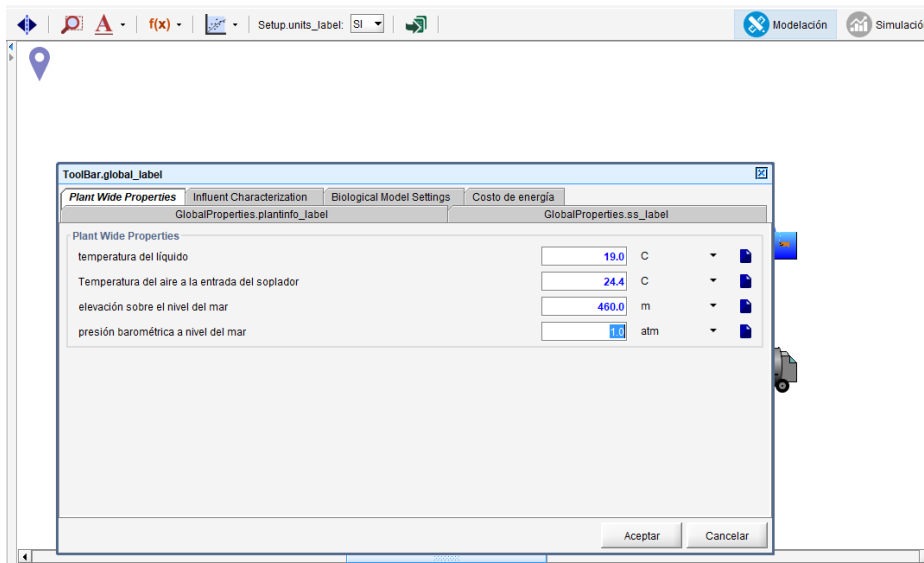 A f(x) Setup.units_label: SI Modelación Simulació
ToolBar.global_label
Plant Wide Properties Influent Characterization Biological Model Settings Costo de energía
GlobalProperties.plantinfo_label GlobalProperties.ss_label
Plant Wide Properties
temperatura del líquido 19.0 C
Temperatura del aire a la entrada del soplador 24.4 C
elevación sobre el nivel del mar 460.0 m
presión barométrica a nivel del mar 1.0 atm
Aceptar Cancelar